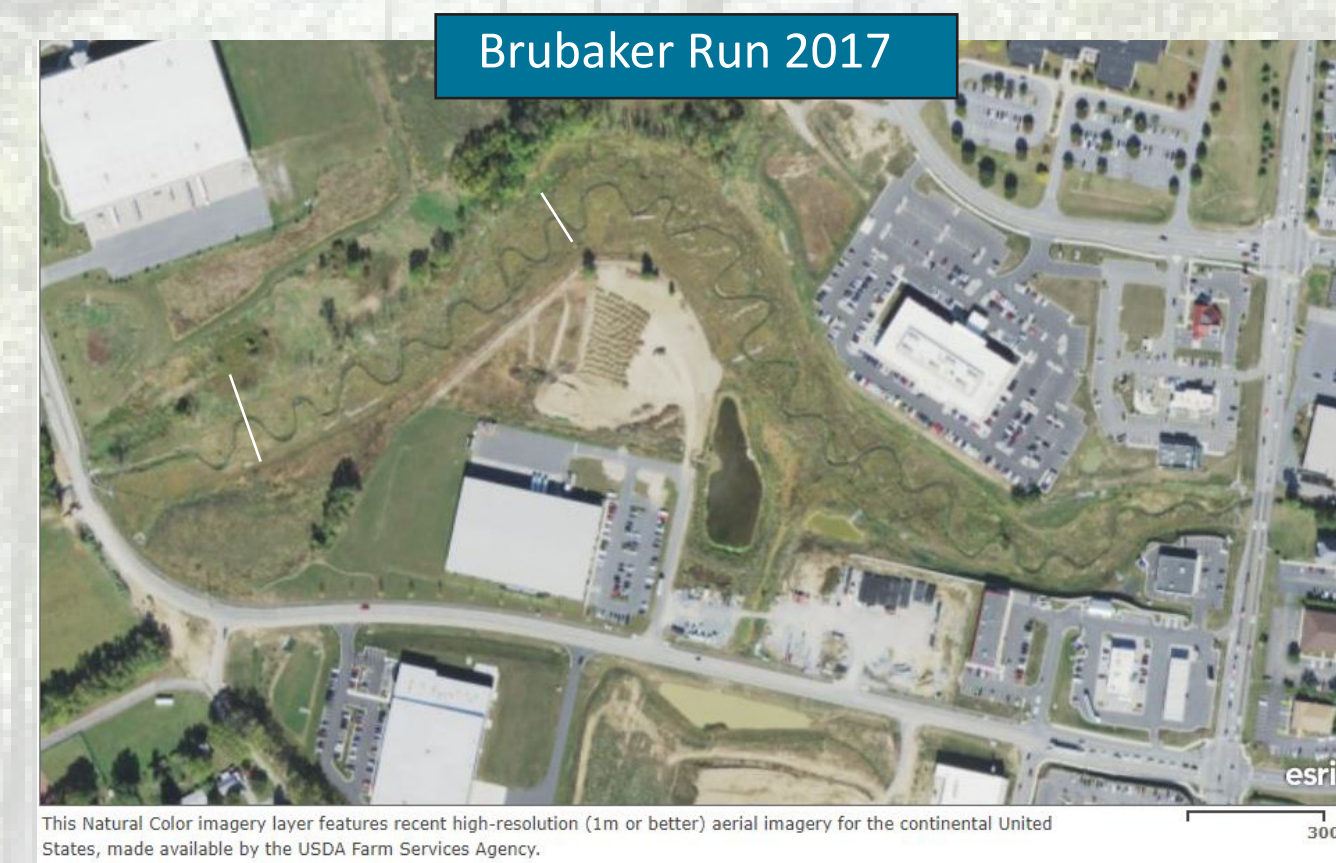 Brubaker Run 2017
esri
This Natural Color imagery layer features recent high-resolution (1m or better) aerial imagery for the continental United
300
States, made available by the USDA Farm Services Agency.